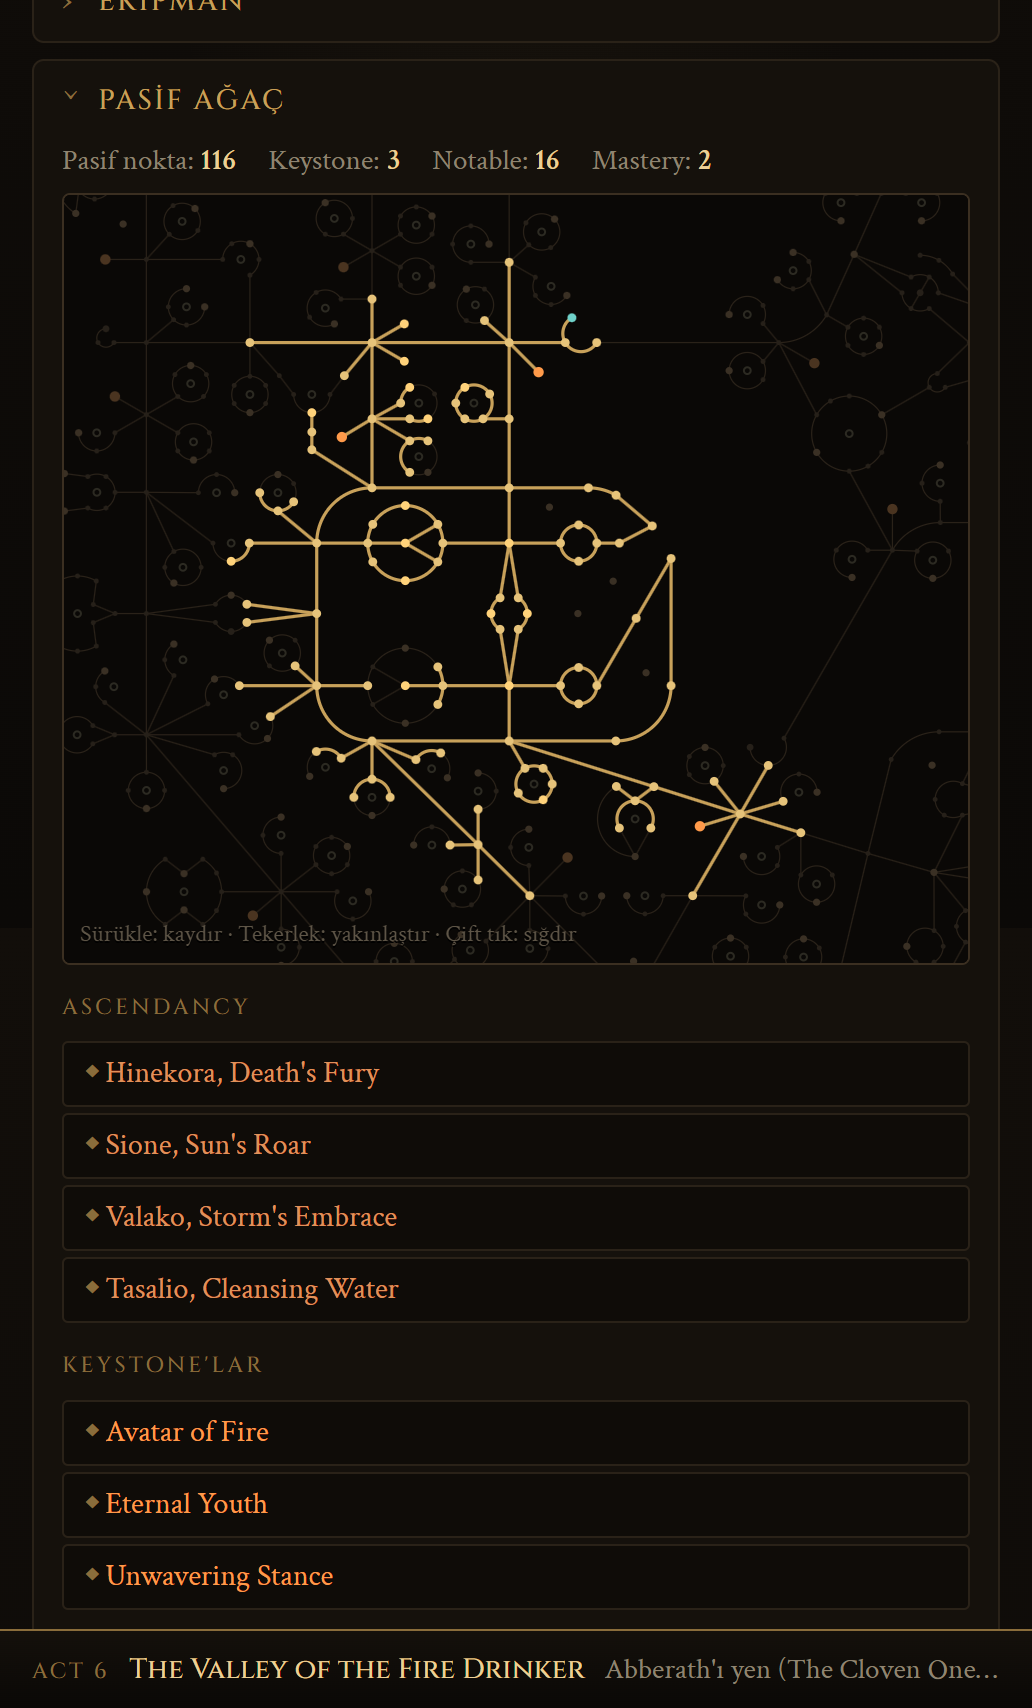 EKİPMAN
PASİF AĞAÇ
Pasif nokta: 116 Keystone: 3 Notable: 16 Mastery: 2
Sürükle: kaydır · Tekerlek: yakınlaştır · Çift tık: sığdır
ASCENDANCY
Hinekora, Death's Fury
Sione, Sun's Roar
Valako, Storm's Embrace
Tasalio, Cleansing Water
KEYSTONE'LAR
Avatar of Fire
Eternal Youth
Unwavering Stance
ACT 6 THE VALLEY OF THE FIRE DRINKER Abberath'ı yen (The Cloven One…